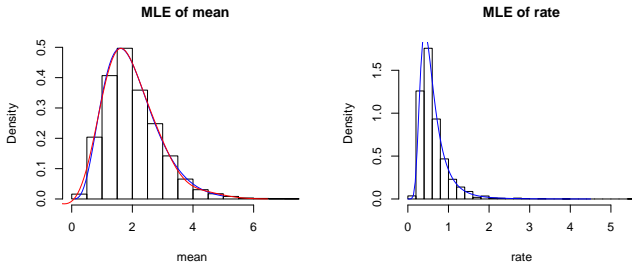 MLE of mean
Density
0.0 0.1 0.2 0.3 0.4 0.5
0 2 4 6
mean
MLE of rate
Density
0.0 0.5 1.0 1.5
0 1 2 3 4 5
rate